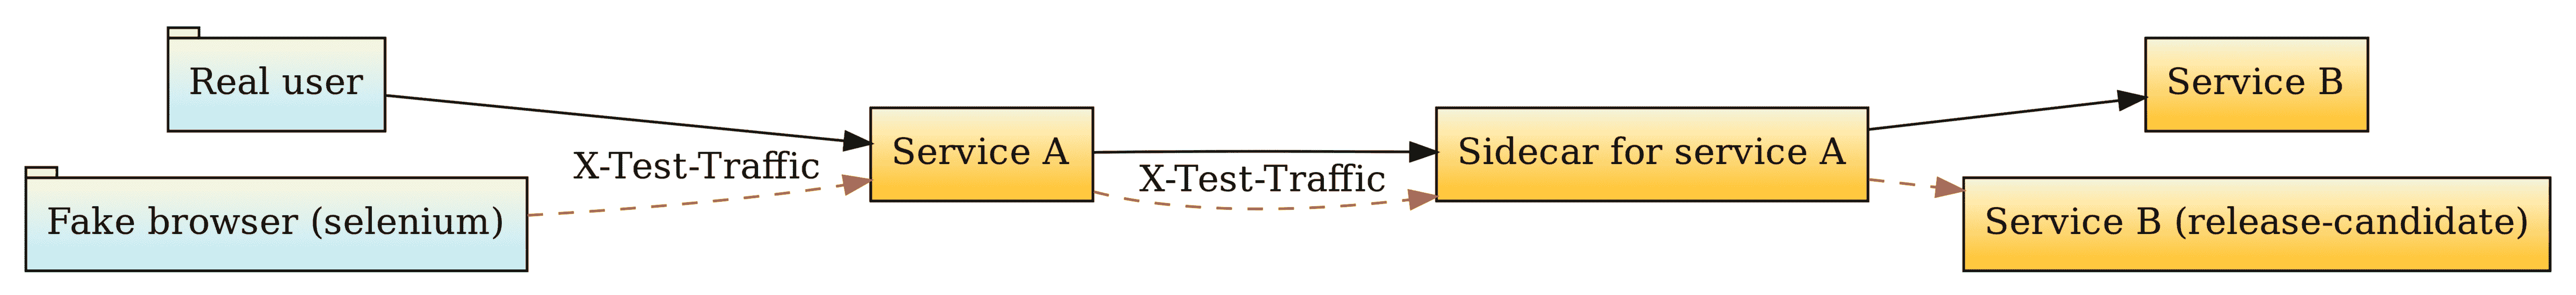 Real user
Fake browser (selenium)
X-Test-Traffic
Service A
X-Test-Traffic
Sidecar for service A
Service B
Service B (release-candidate)